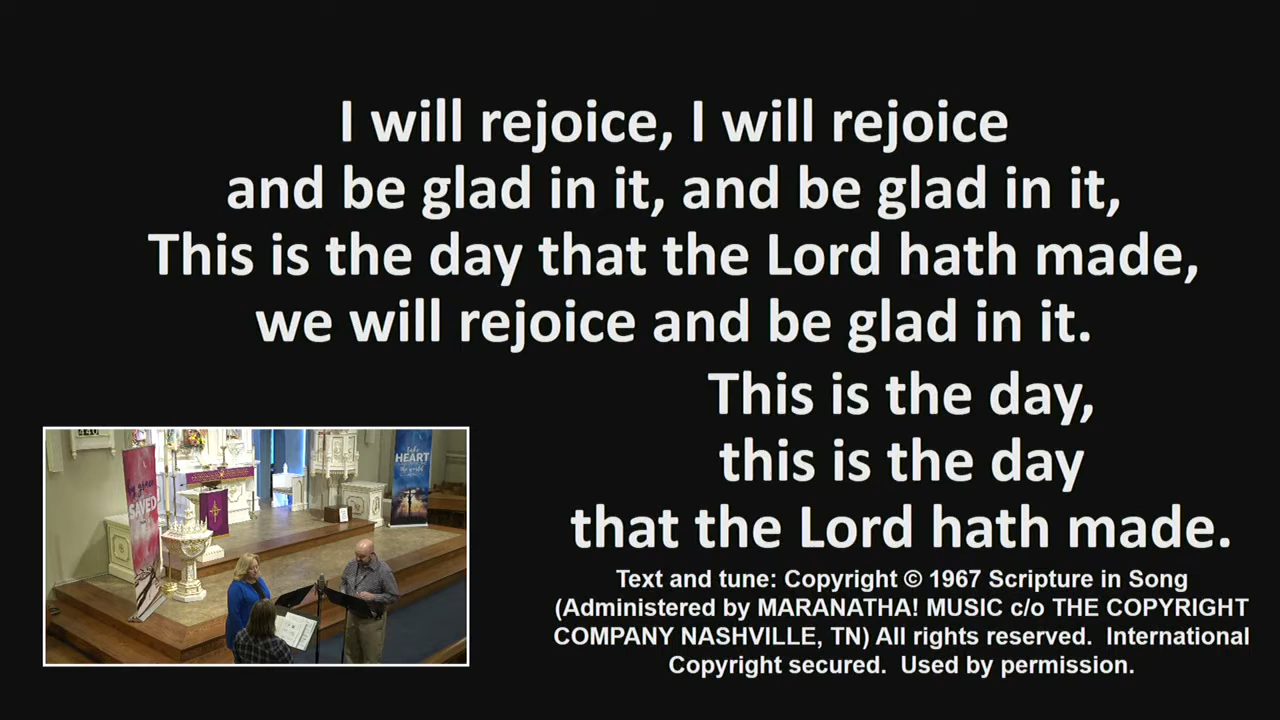 I will rejoice, I will rejoice
and be glad in it, and be glad in it,
This is the day that the Lord hath made,
we will rejoice and be glad in it.
This is the day,
this is the day
that the Lord hath made.
Text and tune: Copyright © 1967 Scripture in Song
(Administered by MARANATHA! MUSIC c/o THE COPYRIGHT
COMPANY NASHVILLE, TN) All rights reserved. International
Copyright secured. Used by permission.
SAVED
HEART
the world